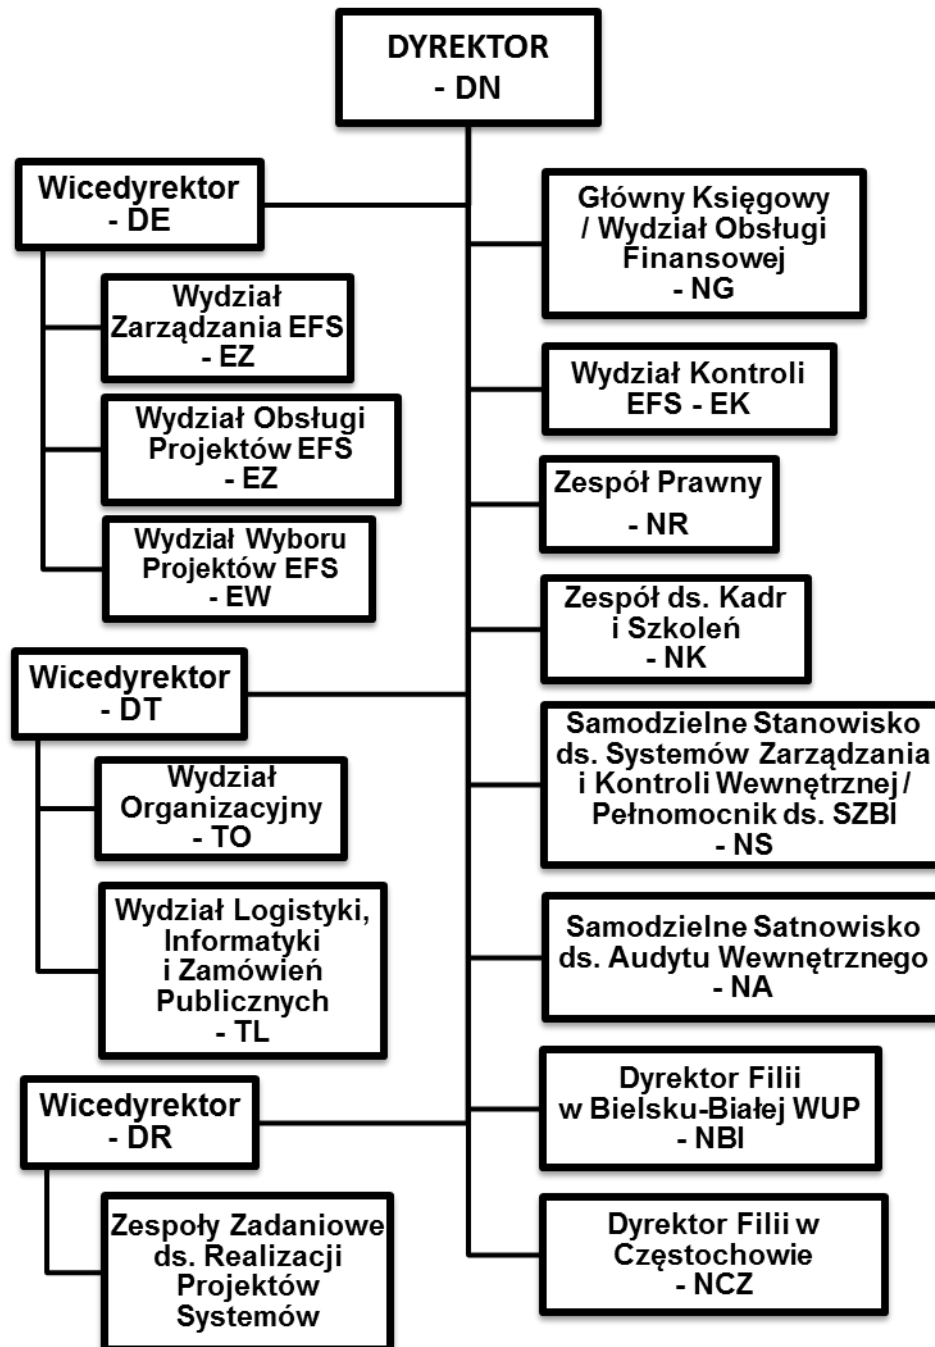 DYREKTOR
- DN
Wicedyrektor
- DE
Wydział
Zarządzania EFS
- EZ
Wydział Obsługi
Projektów EFS
- EZ
Wydział Wyboru
Projektów EFS
- EW
Wicedyrektor
- DT
Wydział
Organizacyjny
- TO
Wydział Logistyki,
Informatyki
i Zamówień
Publicznych
- TL
Wicedyrektor
- DR
Zespoły Zadaniowe
ds. Realizacji
Projektów
Systemów
Główny Księgowy
/ Wydział Obsługi
Finansowej
- NG
Wydział Kontroli
EFS - EK
Zespół Prawny
- NR
Zespół ds. Kadr
i Szkoleń
- NK
Samodzielne Stanowisko
ds. Systemów Zarządzania
i Kontroli Wewnętrznej /
Pełnomocnik ds. SZBI
- NS
Samodzielne Satnowisko
ds. Audytu Wewnętrznego
- NA
Dyrektor Filii
w Bielsku-Białej WUP
- NBI
Dyrektor Filii w
Częstochowie
- NCZ